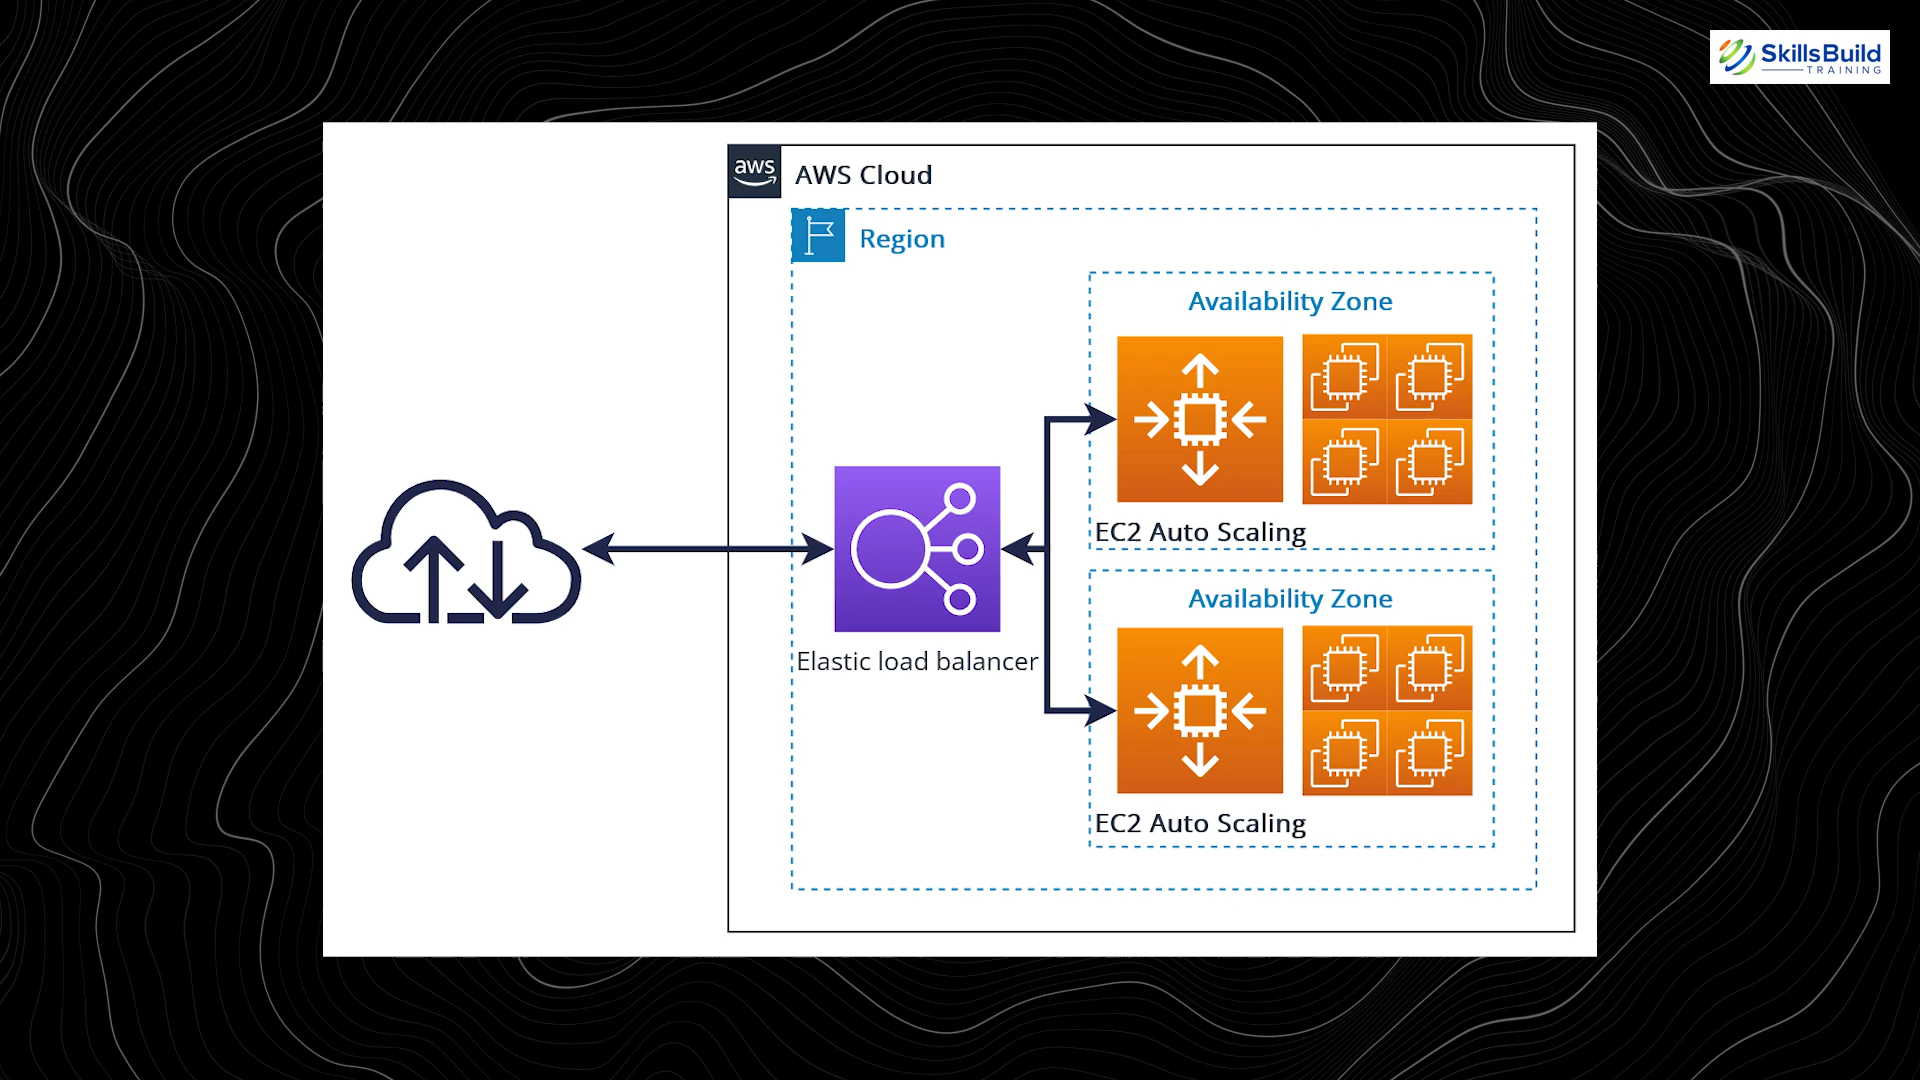 SkillsBuild
TRAINING
aws
AWS Cloud
Region
Availability Zone
EC2 Auto Scaling
Elastic load balancer
Availability Zone
EC2 Auto Scaling